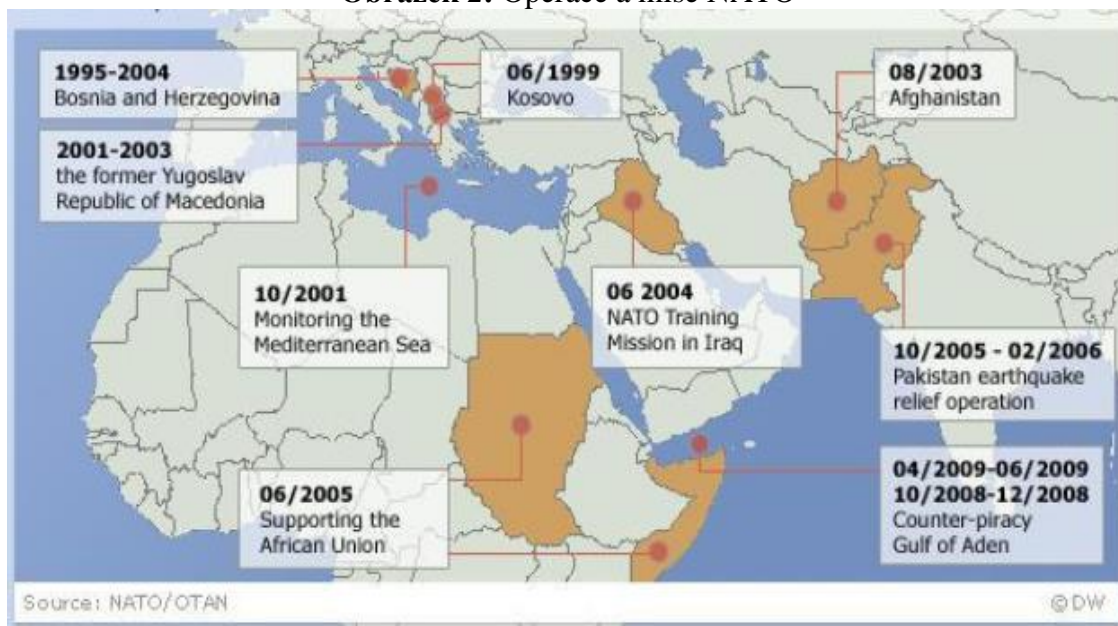 Obrázek 2: Operace a mise NATO
1995-2004
Bosnia and Herzegovina
06/1999
Kosovo
08/2003
Afghanistan
2001-2003
the former Yugoslav
Republic of Macedonia
10/2001
Monitoring the
Mediterranean Sea
06 2004
NATO Training
Mission in Iraq
10/2005 - 02/2006
Pakistan earthquake
relief operation
06/2005
Supporting the
African Union
04/2009-06/2009
10/2008-12/2008
Counter-piracy
Gulf of Aden
Source: NATO/OTAN
©DW